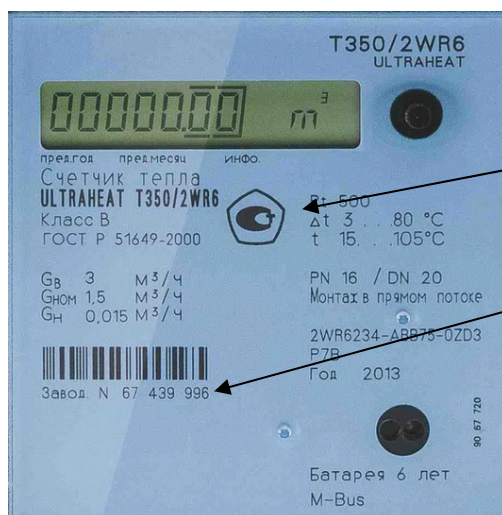 T350/2WR6
ULTRAHEAT
00000.00 m³
пред.год пред.месяц инфо.
Счетчик тепла
ULTRAHEAT T350/2WR6
Класс В
ГОСТ Р 51649-2000
Pt 500
Δt 3 . . . 80 °C
t 15. . .105°C
Gв 3 м³/ч
Gном 1,5 м³/ч
Gн 0,015 м³/ч
PN 16 / DN 20
Монтаж в прямом потоке
2WR6234-ABB75-0ZD3
P7B
Год 2013
Завод. N 67 439 996
90 67 720
Батарея 6 лет
M-Bus